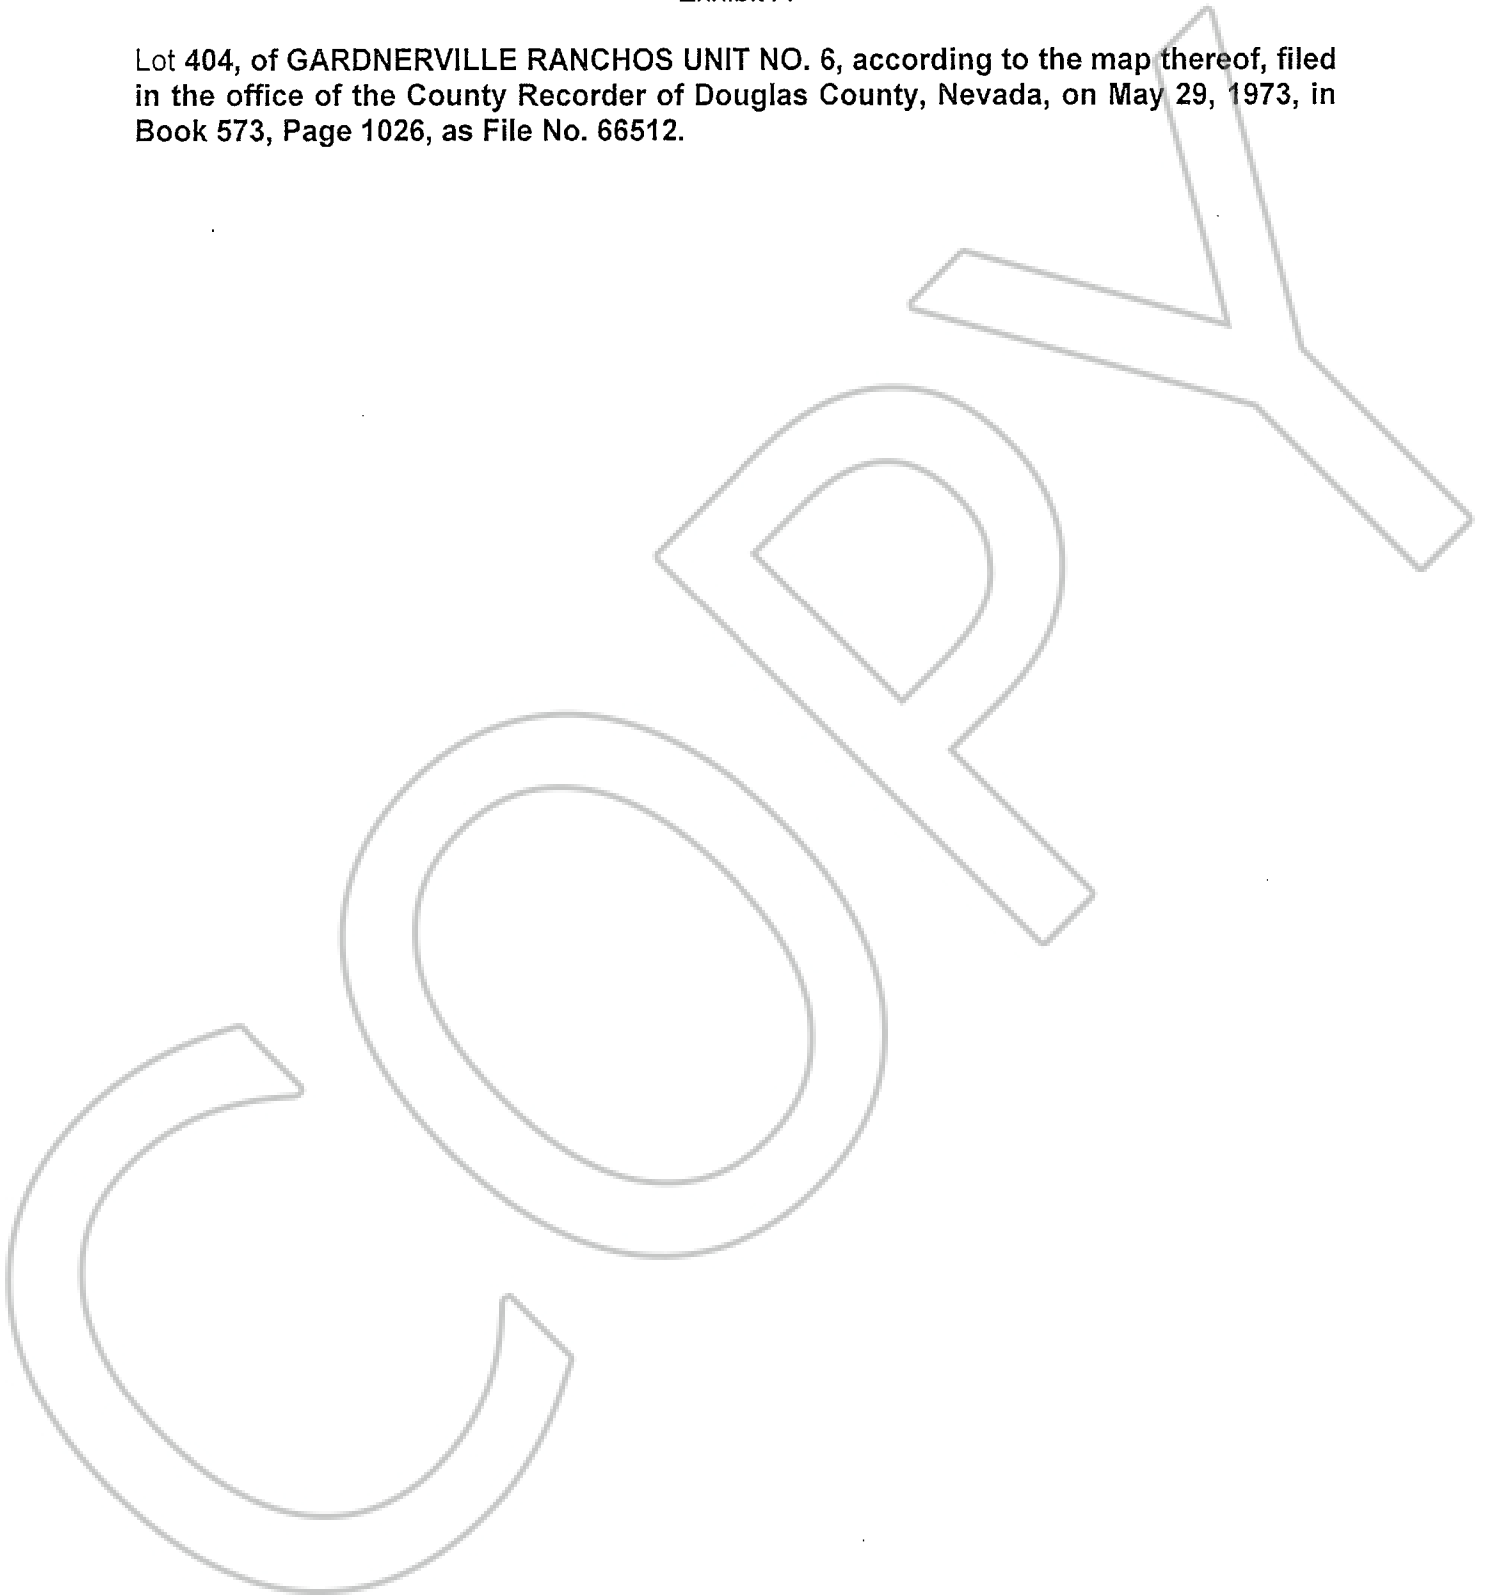 Lot 404, of GARDNERVILLE RANCHOS UNIT NO. 6, according to the map thereof, filed
in the office of the County Recorder of Douglas County, Nevada, on May 29, 1973, in
Book 573, Page 1026, as File No. 66512.
COPY